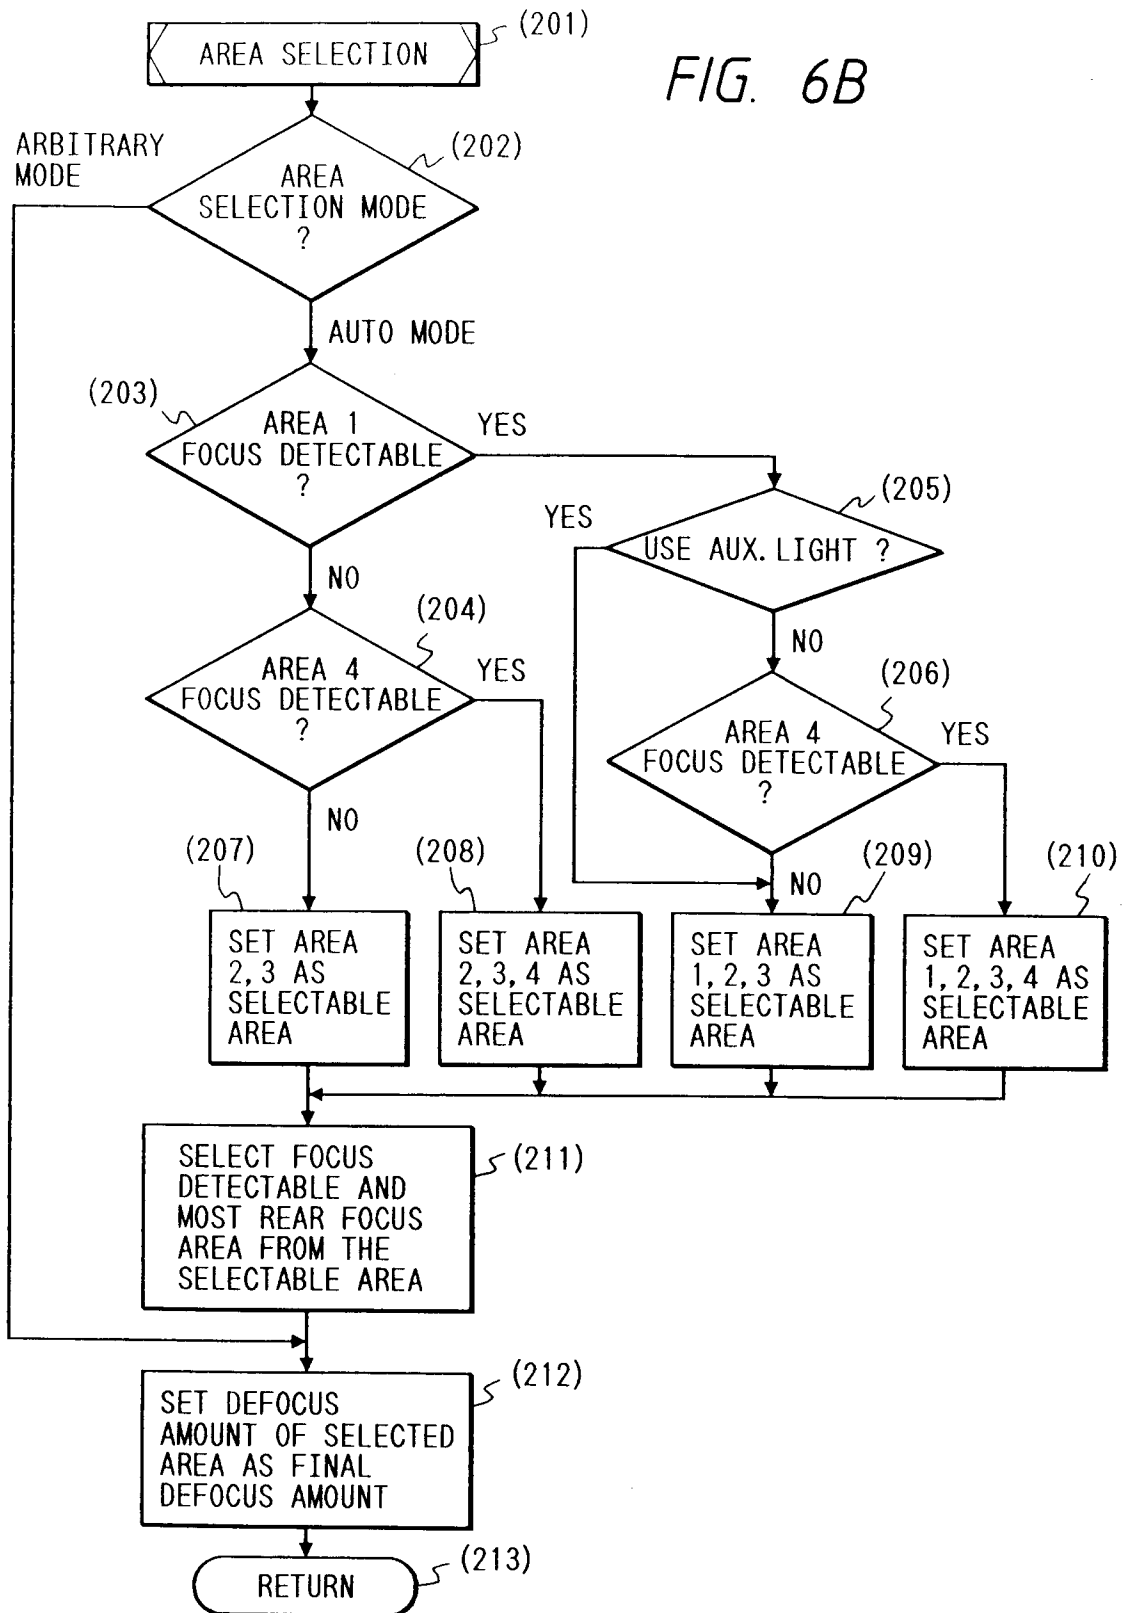 (201)
AREA SELECTION
FIG. 6B
ARBITRARY
MODE
(202)
AREA
SELECTION MODE
?
AUTO MODE
(203)
AREA 1
FOCUS DETECTABLE
?
YES
(205)
YES
USE AUX. LIGHT ?
NO
(204)
NO
AREA 4
FOCUS DETECTABLE
?
YES
(206)
AREA 4
FOCUS DETECTABLE
?
YES
NO
(207)
(208)
NO
(209)
(210)
SET AREA
2, 3 AS
SELECTABLE
AREA
SET AREA
2, 3, 4 AS
SELECTABLE
AREA
SET AREA
1, 2, 3 AS
SELECTABLE
AREA
SET AREA
1, 2, 3, 4 AS
SELECTABLE
AREA
SELECT FOCUS
DETECTABLE AND
MOST REAR FOCUS
AREA FROM THE
SELECTABLE AREA
(211)
SET DEFOCUS
AMOUNT OF SELECTED
AREA AS FINAL
DEFOCUS AMOUNT
(212)
RETURN
(213)